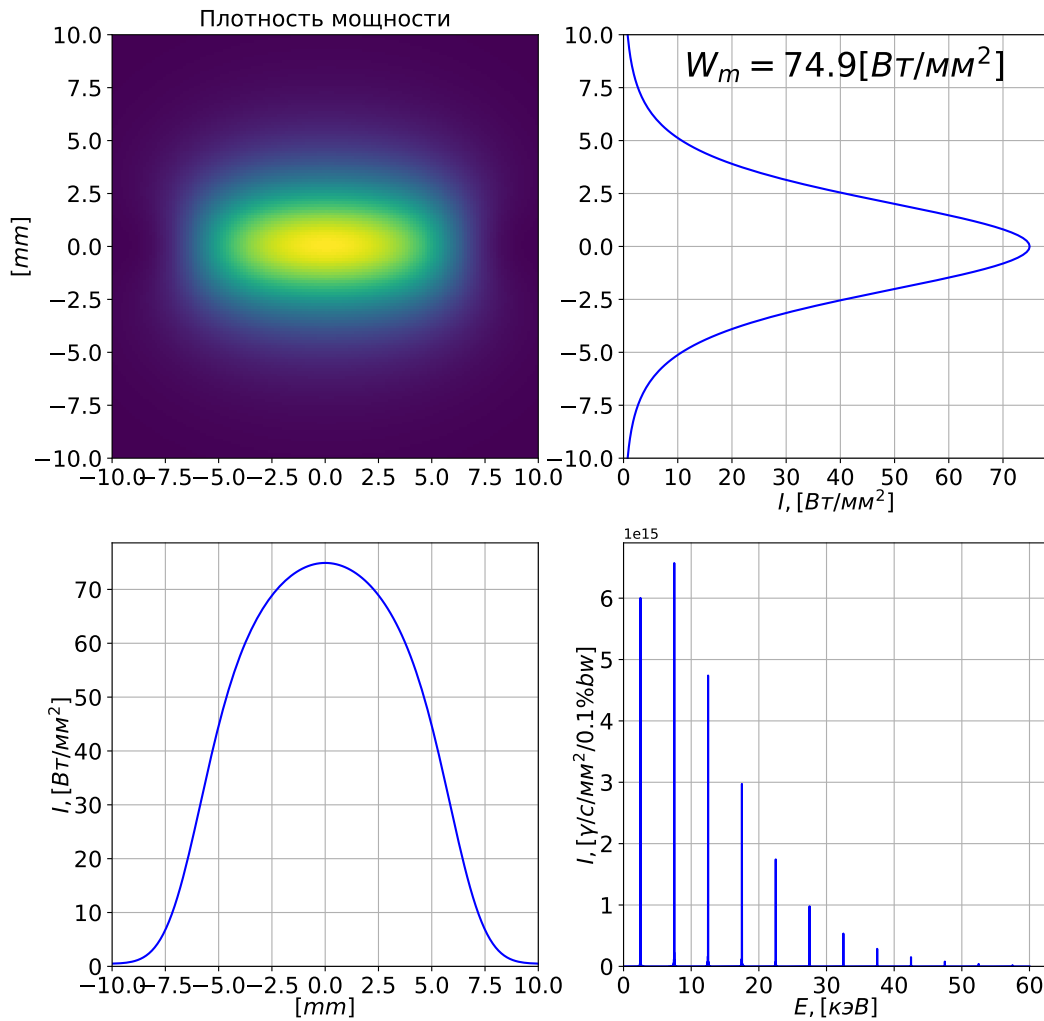 Плотность мощности
10.0
7.5
5.0
2.5
0.0
−2.5
−5.0
−7.5
−10.0
[mm]
−10.0 −7.5 −5.0 −2.5 0.0 2.5 5.0 7.5 10.0
W_m = 74.9[Вт/мм²]
10.0
7.5
5.0
2.5
0.0
−2.5
−5.0
−7.5
−10.0
0 10 20 30 40 50 60 70
I, [Вт/мм²]
70
60
50
40
30
20
10
0
I, [Вт/мм²]
−10.0 −7.5 −5.0 −2.5 0.0 2.5 5.0 7.5 10.0
[mm]
1e15
6
5
4
3
2
1
0
I, [γ/с/мм²/0.1%bw]
0 10 20 30 40 50 60
E, [кэВ]